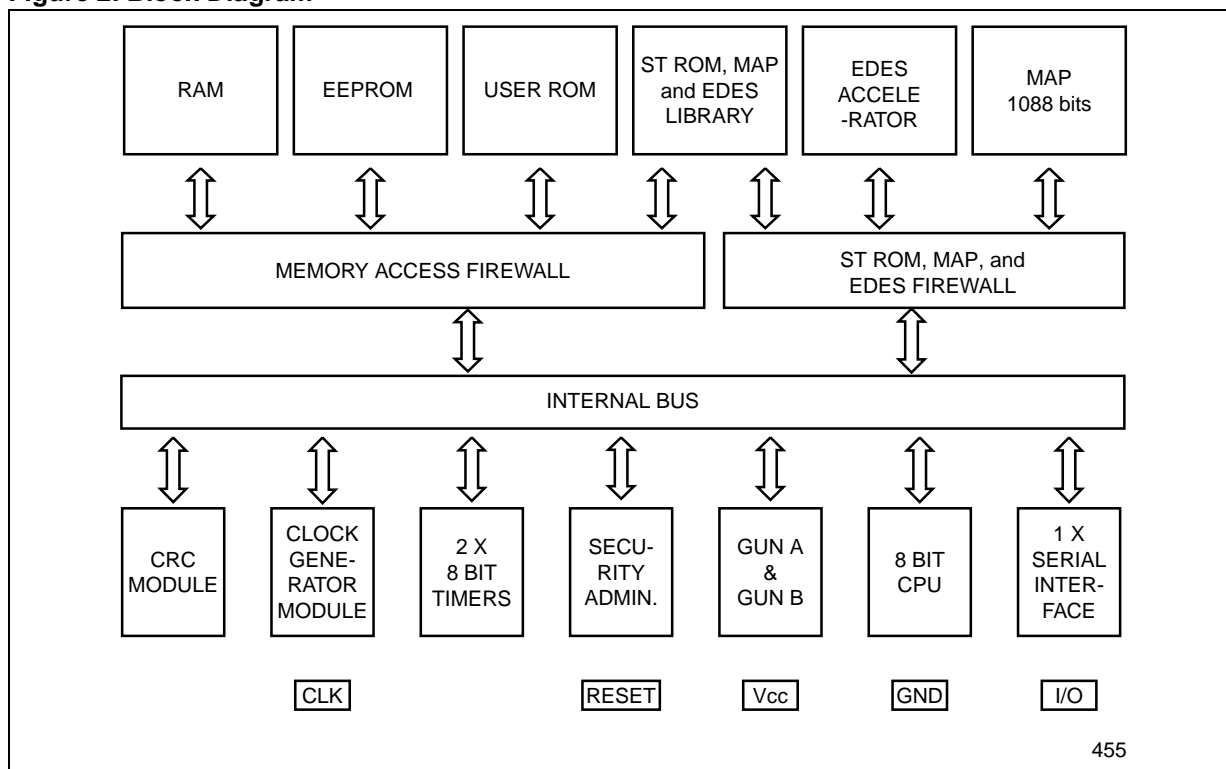 Figure 2. Block Diagram
RAM
EEPROM
USER ROM
ST ROM, MAP
and EDES
LIBRARY
EDES
ACCELE
-RATOR
MAP
1088 bits
MEMORY ACCESS FIREWALL
ST ROM, MAP, and
EDES FIREWALL
INTERNAL BUS
CRC
MODULE
CLOCK
GENE-
RATOR
MODULE
2 X
8 BIT
TIMERS
SECU-
RITY
ADMIN.
GUN A
&
GUN B
8 BIT
CPU
1 X
SERIAL
INTER-
FACE
CLK
RESET
Vcc
GND
I/O
455